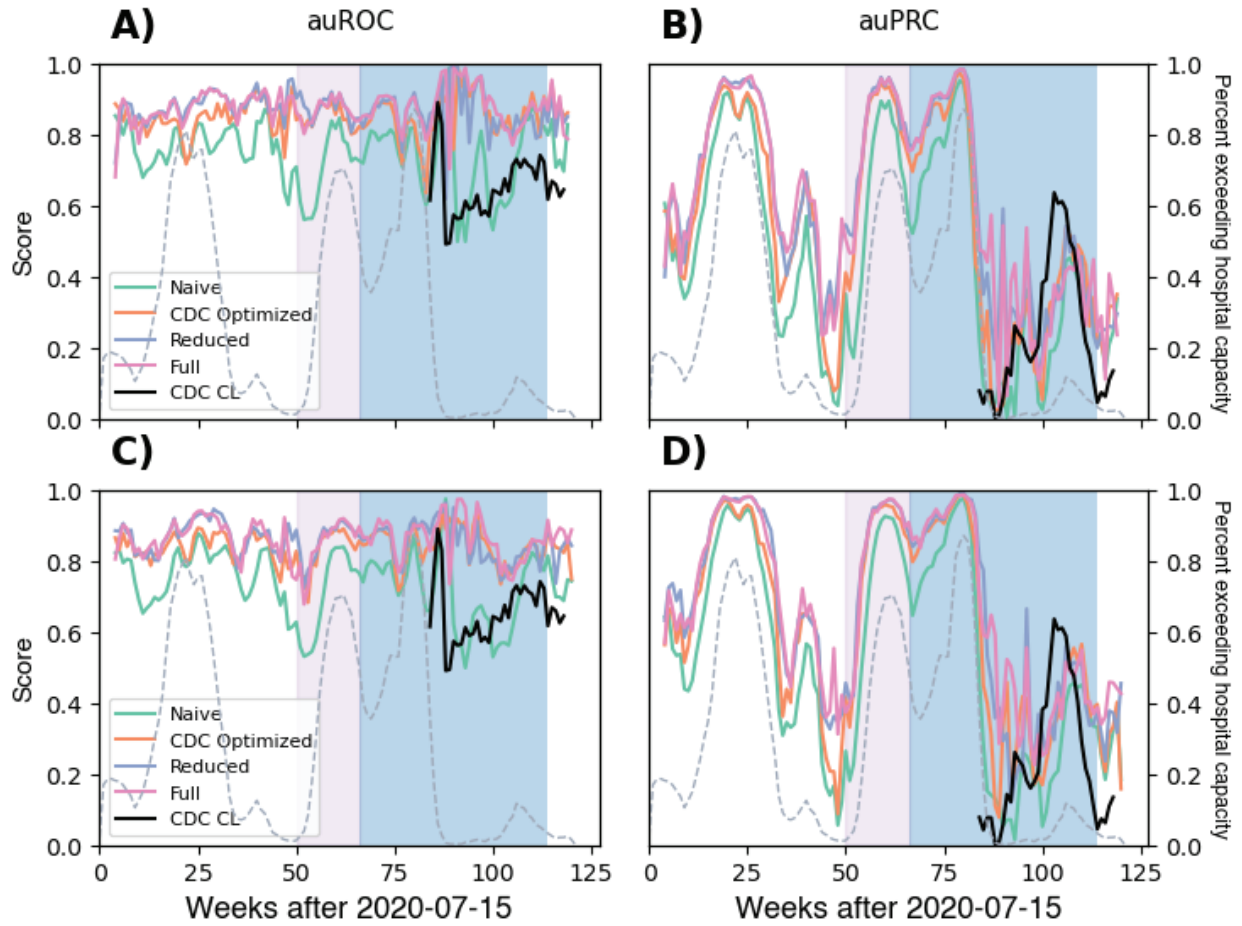 A)
auROC
B)
auPRC
1.0
0.8
0.6
0.4
0.2
0.0
Score
Naive
CDC Optimized
Reduced
Full
CDC CL
1.0
0.8
0.6
0.4
0.2
0.0
Percent exceeding hospital capacity
C)
D)
1.0
0.8
0.6
0.4
0.2
0.0
Score
Naive
CDC Optimized
Reduced
Full
CDC CL
0
25
50
75
100
125
Weeks after 2020-07-15
0
25
50
75
100
125
Weeks after 2020-07-15
1.0
0.8
0.6
0.4
0.2
0.0
Percent exceeding hospital capacity